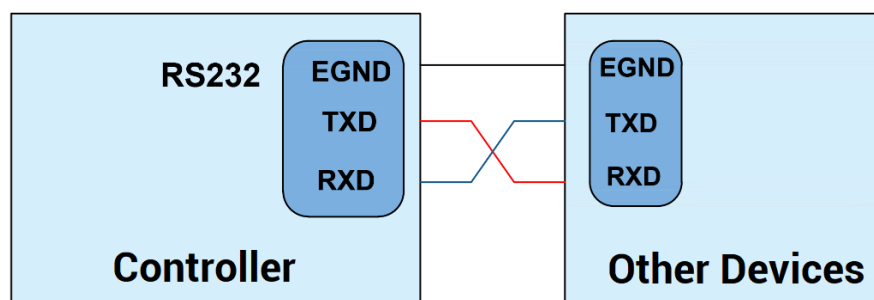 RS232
EGND
TXD
RXD
Controller
EGND
TXD
RXD
Other Devices